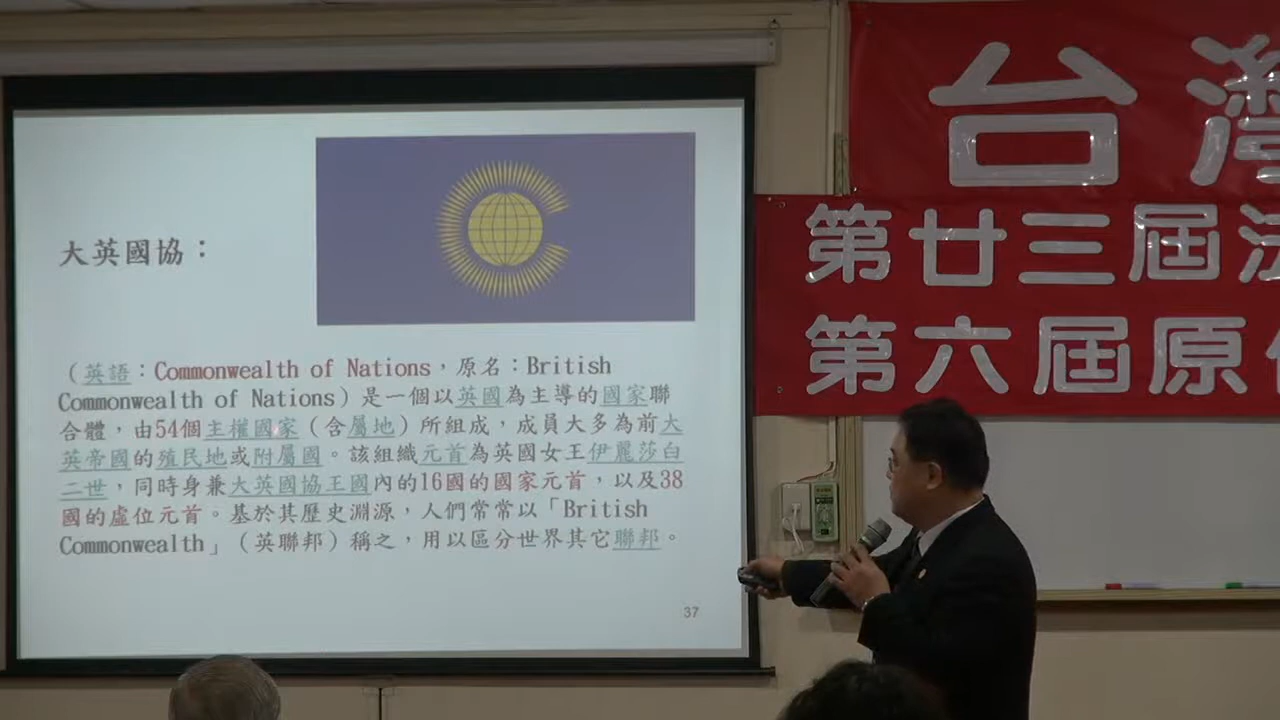 大英國協：
（英語：Commonwealth of Nations，原名：British
Commonwealth of Nations）是一個以英國為主導的國家聯
合體，由54個主權國家（含屬地）所組成，成員大多為前大
英帝國的殖民地或附屬國。該組織元首為英國女王伊麗莎白
二世，同時身兼大英國協王國內的16國的國家元首，以及38
國的虛位元首。基於其歷史淵源，人們常常以「British
Commonwealth」（英聯邦）稱之，用以區分世界其它聯邦。
37
台灣
第廿三屆法
第六屆原住